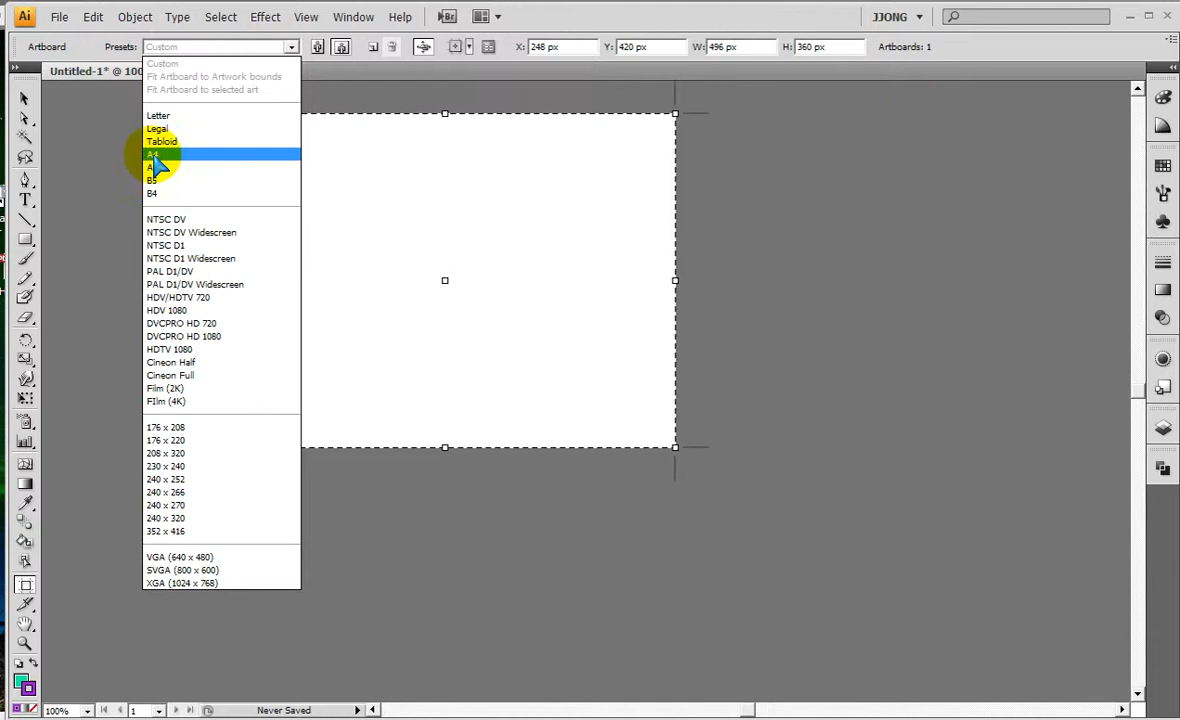 Ai File Edit Object Type Select Effect View Window Help Br JJONG
Artboard Presets: Custom X: 248 px Y: 420 px W: 496 px H: 360 px Artboards: 1
Untitled-1* @ 100
Custom
Fit Artboard to Artwork bounds
Fit Artboard to selected art
Letter
Legal
Tabloid
A4
B5
B4
NTSC DV
NTSC DV Widescreen
NTSC D1
NTSC D1 Widescreen
PAL D1/DV
PAL D1/DV Widescreen
HDV/HDTV 720
HDV 1080
DVCPRO HD 720
DVCPRO HD 1080
HDTV 1080
Cineon Half
Cineon Full
Film (2K)
FIlm (4K)
176 x 208
176 x 220
208 x 320
230 x 240
240 x 252
240 x 266
240 x 270
240 x 320
352 x 416
VGA (640 x 480)
SVGA (800 x 600)
XGA (1024 x 768)
100% 1 Never Saved